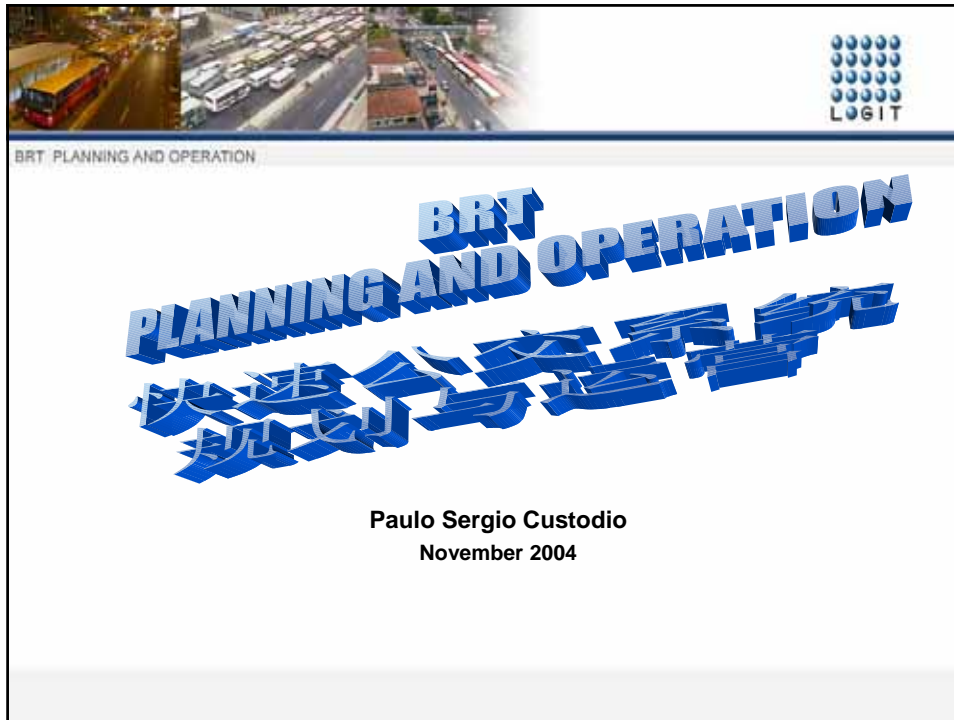 LOGIT
BRT PLANNING AND OPERATION
BRT
PLANNING AND OPERATION
快速公交系统
规划与运营
Paulo Sergio Custodio
November 2004